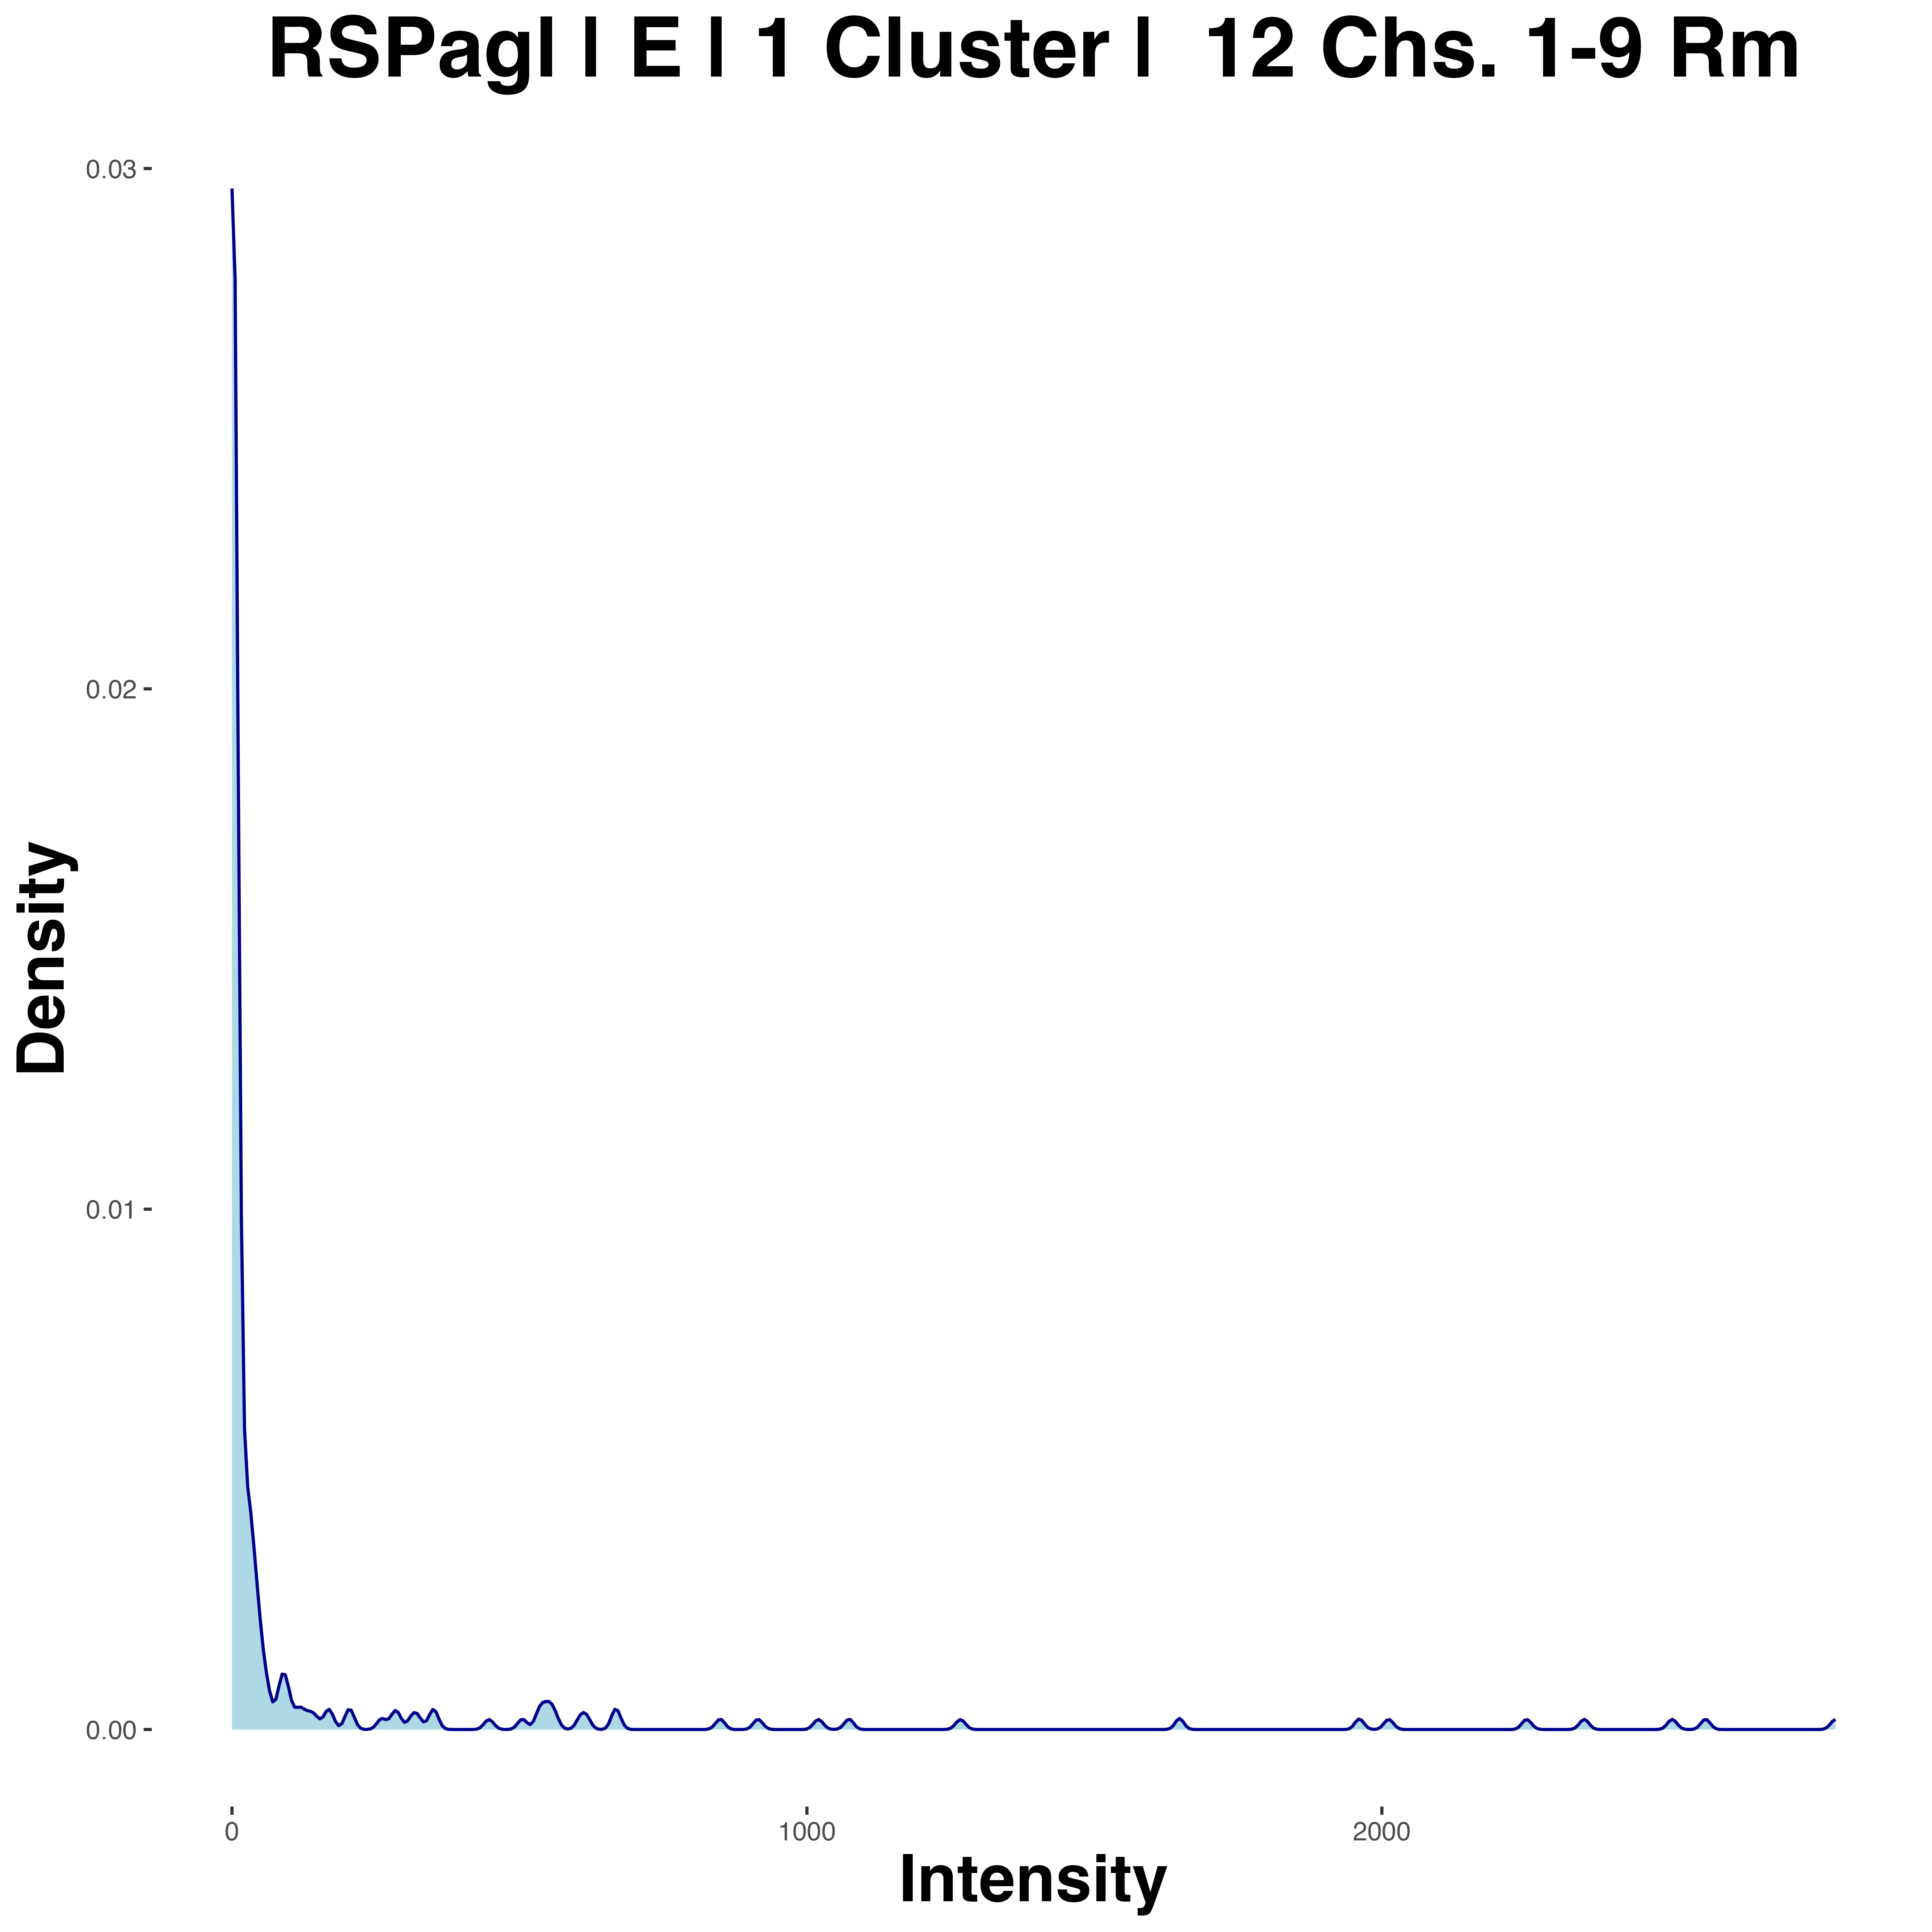 RSPagl | E | 1 Cluster |  12 Chs. 1-9 Rm
0.03
0.02
0.01
0.00
Density
0 1000 2000
Intensity